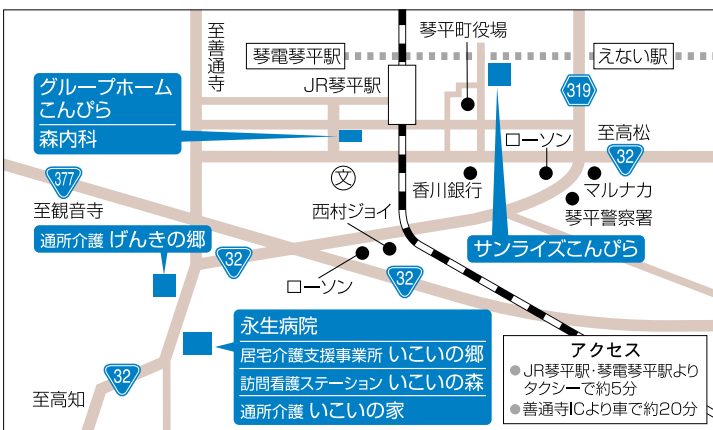 至善通寺
琴電琴平駅
JR琴平駅
琴平町役場
えない駅
319
グループホーム
こんぴら
森内科
ローソン
至高松
32
377
至観音寺
文
香川銀行
マルナカ
琴平警察署
西村ジョイ
サンライズこんぴら
通所介護 げんきの郷
32
ローソン
32
永生病院
居宅介護支援事業所 いこいの郷
訪問看護ステーション いこいの森
通所介護 いこいの家
32
至高知
アクセス
●JR琴平駅・琴電琴平駅より
タクシーで約5分
●善通寺ICより車で約20分